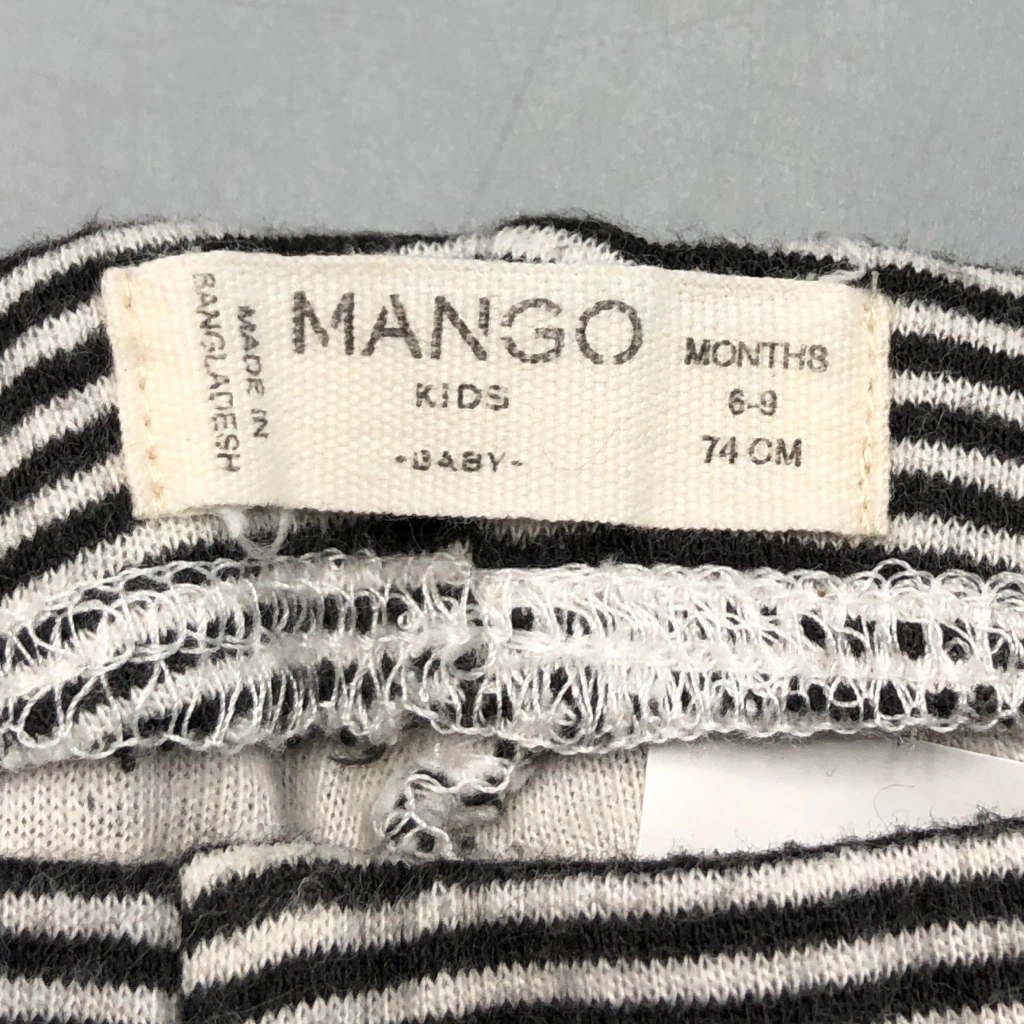 MADE IN
BANGLADESH
MANGO
KIDS
-BABY-
MONTHS
6-9
74 CM